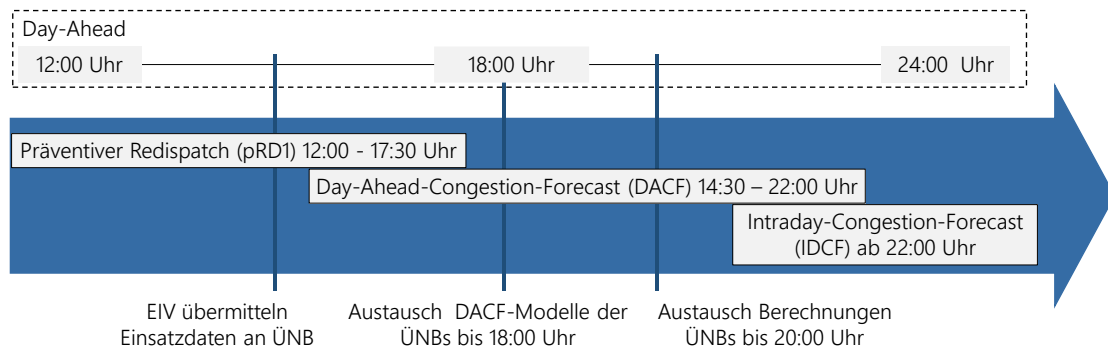 Day-Ahead
12:00 Uhr
18:00 Uhr
24:00 Uhr
Präventiver Redispatch (pRD1) 12:00 - 17:30 Uhr
Day-Ahead-Congestion-Forecast (DACF) 14:30 – 22:00 Uhr
Intraday-Congestion-Forecast
(IDCF) ab 22:00 Uhr
EIV übermitteln
Einsatzdaten an ÜNB
Austausch DACF-Modelle der
ÜNBs bis 18:00 Uhr
Austausch Berechnungen
ÜNBs bis 20:00 Uhr